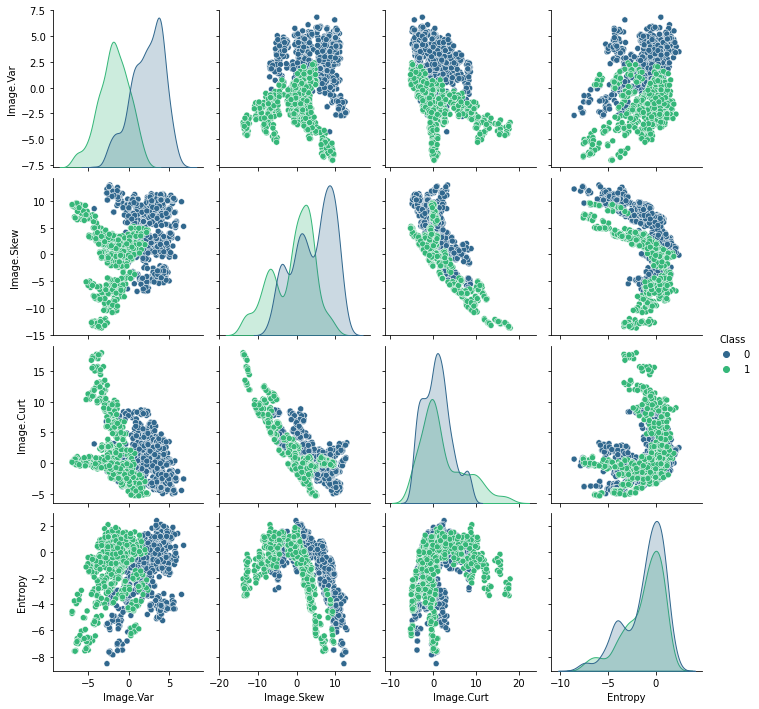 7.5
5.0
2.5
0.0
−2.5
−5.0
−7.5
Image.Var
10
5
0
−5
−10
−15
Image.Skew
Class
0
1
15
10
5
0
−5
Image.Curt
2
0
−2
−4
−6
−8
Entropy
−5 0 5
−20 −10 0 10
−10 0 10 20
−10 −5 0
Image.Var Image.Skew Image.Curt Entropy